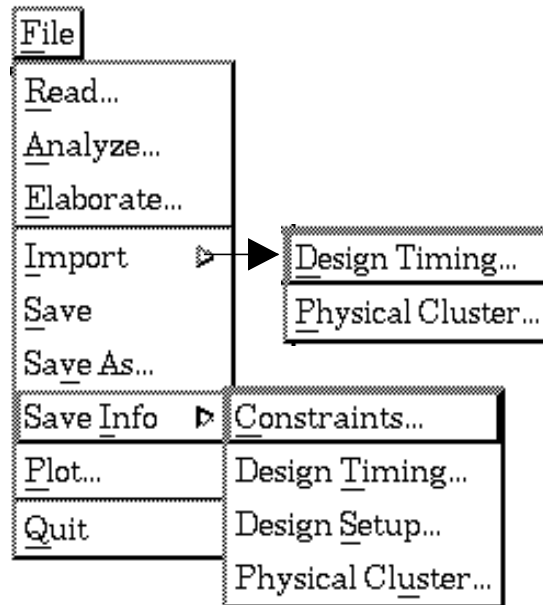 File
Read...
Analyze...
Elaborate...
Import
Design Timing...
Physical Cluster...
Save
Save As...
Save Info
Constraints...
Design Timing...
Design Setup...
Physical Cluster...
Plot...
Quit